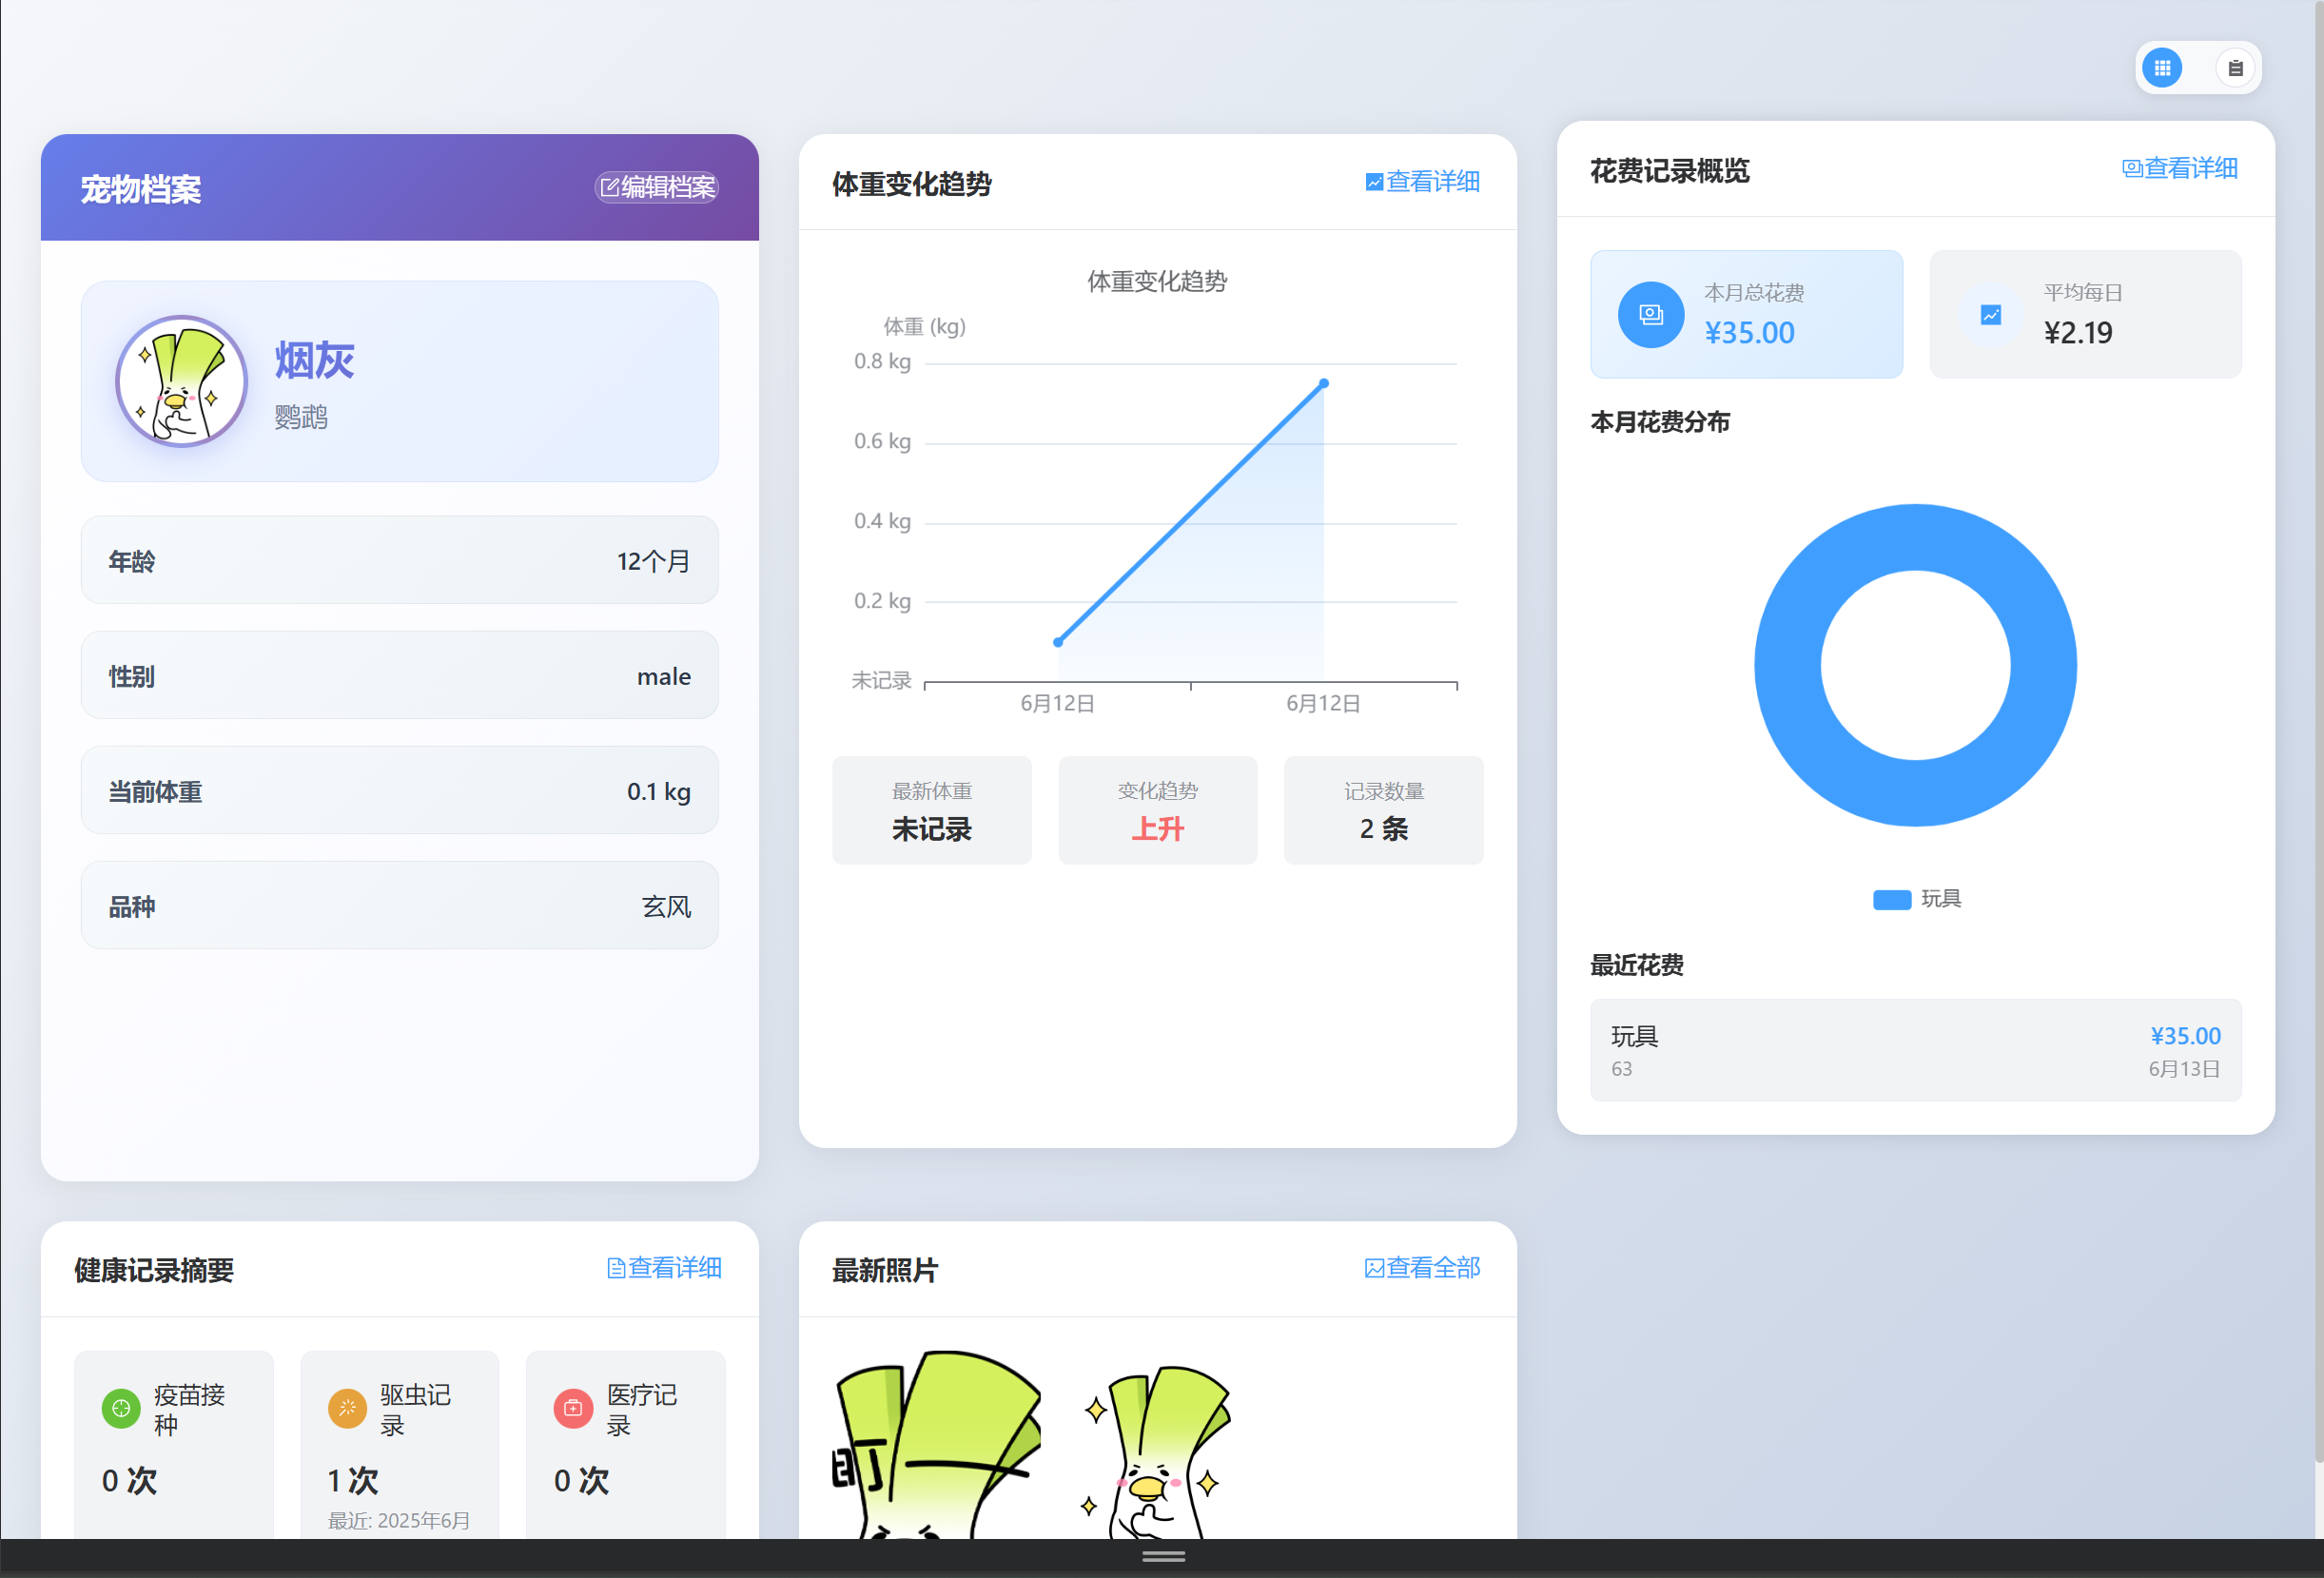 宠物档案
编辑档案
烟灰
鹦鹉
年龄
12个月
性别
male
当前体重
0.1 kg
品种
玄风
体重变化趋势
查看详细
体重变化趋势
体重 (kg)
0.8 kg
0.6 kg
0.4 kg
0.2 kg
未记录
6月12日
6月12日
最新体重
未记录
变化趋势
上升
记录数量
2 条
花费记录概览
查看详细
本月总花费
¥35.00
平均每日
¥2.19
本月花费分布
玩具
最近花费
玩具
¥35.00
63
6月13日
健康记录摘要
查看详细
疫苗接
种
0 次
驱虫记
录
1 次
最近: 2025年6月
医疗记
录
0 次
最新照片
查看全部